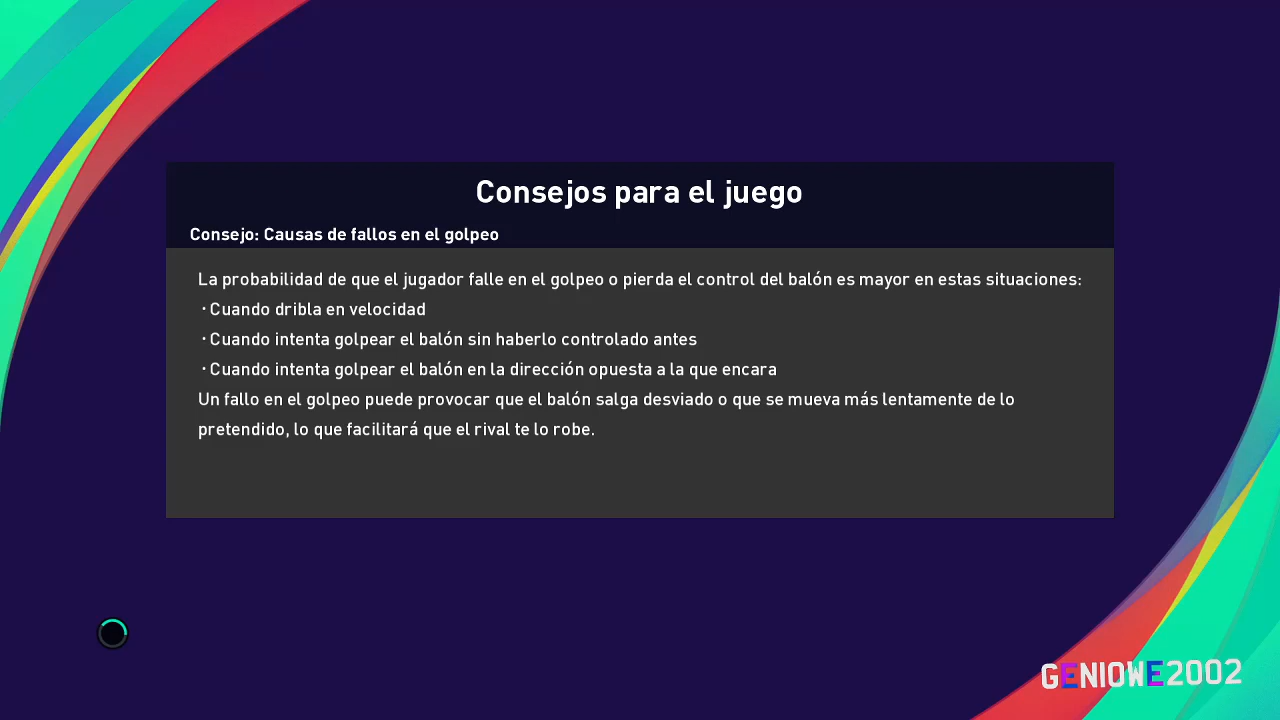 Consejos para el juego
Consejo: Causas de fallos en el golpeo
La probabilidad de que el jugador falle en el golpeo o pierda el control del balón es mayor en estas situaciones:
･Cuando dribla en velocidad
･Cuando intenta golpear el balón sin haberlo controlado antes
･Cuando intenta golpear el balón en la dirección opuesta a la que encara
Un fallo en el golpeo puede provocar que el balón salga desviado o que se mueva más lentamente de lo
pretendido, lo que facilitará que el rival te lo robe.
GENIOWE2002